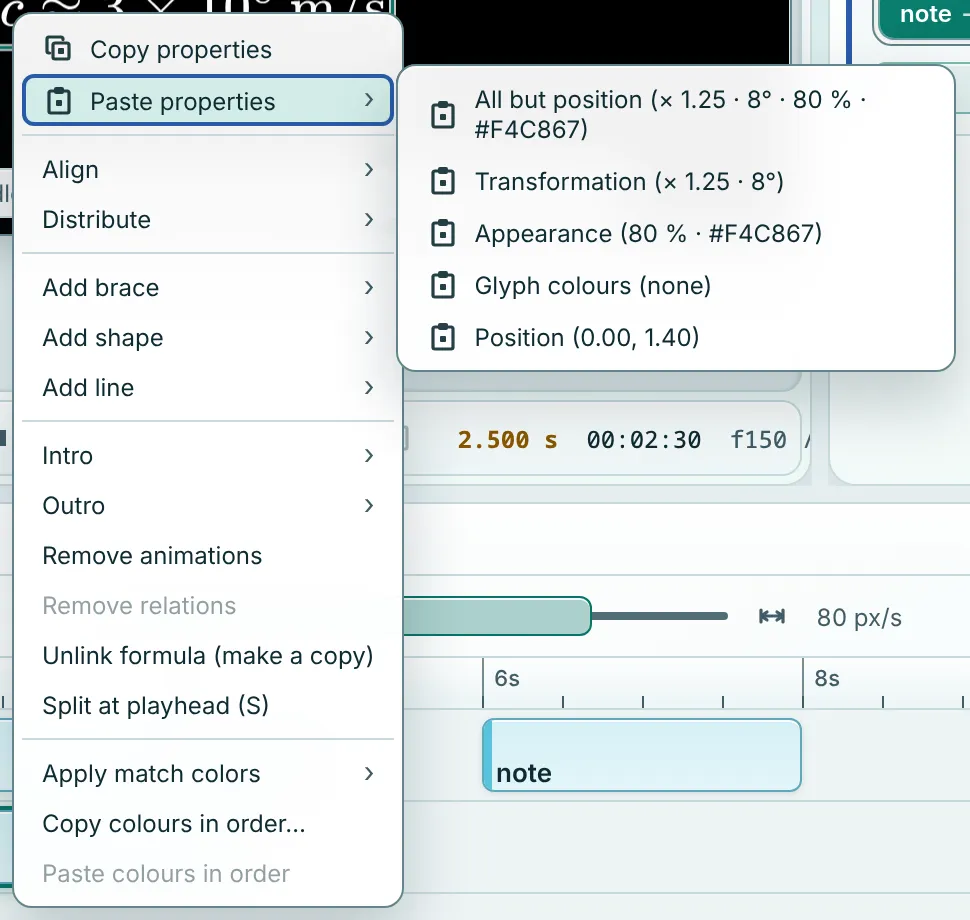 c ≈ 3 × 10⁸ m/s
note
Copy properties
Paste properties
All but position (× 1.25 · 8° · 80 % ·
#F4C867)
Transformation (× 1.25 · 8°)
Appearance (80 % · #F4C867)
Glyph colours (none)
Position (0.00, 1.40)
Align
Distribute
Add brace
Add shape
Add line
2.500 s 00:02:30 f150 /
Intro
Outro
Remove animations
Remove relations
80 px/s
Unlink formula (make a copy)
Split at playhead (S)
6s 8s
note
Apply match colors
Copy colours in order...
Paste colours in order